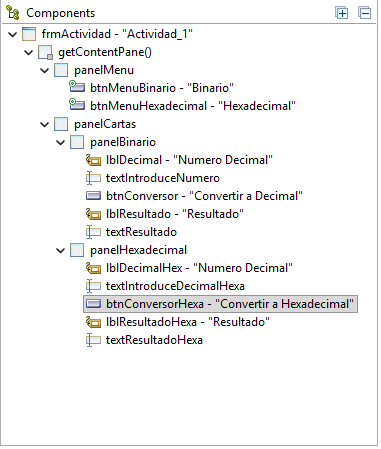 Components
frmActividad - "Actividad_1"
getContentPane()
panelMenu
btnMenuBinario - "Binario"
btnMenuHexadecimal - "Hexadecimal"
panelCartas
panelBinario
lblDecimal - "Numero Decimal"
textIntroduceNumero
btnConversor - "Convertir a Decimal"
lblResultado - "Resultado"
textResultado
panelHexadecimal
lblDecimalHex - "Numero Decimal"
textIntroduceDecimalHexa
btnConversorHexa - "Convertir a Hexadecimal"
lblResultadoHexa - "Resultado"
textResultadoHexa